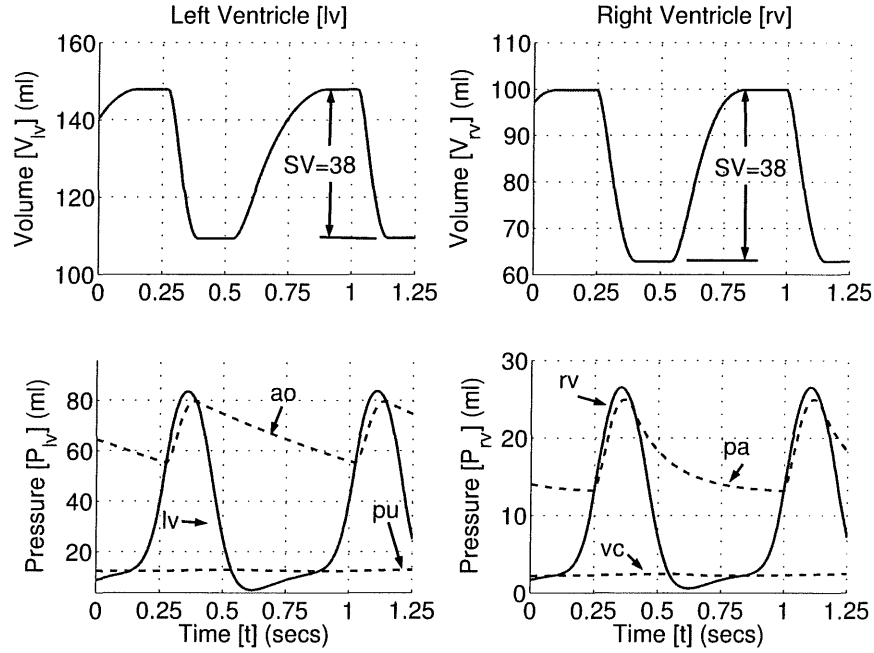 Left Ventricle [lv]
Right Ventricle [rv]
Volume [V_lv] (ml)
160
140
120
100
SV=38
0 0.25 0.5 0.75 1 1.25
Volume [V_rv] (ml)
100
90
80
70
60
SV=38
0 0.25 0.5 0.75 1 1.25
Pressure [P_lv] (ml)
80
60
40
20
ao
lv
pu
0 0.25 0.5 0.75 1 1.25
Time [t] (secs)
Pressure [P_rv] (ml)
30
20
10
0
rv
pa
vc
0 0.25 0.5 0.75 1 1.25
Time [t] (secs)